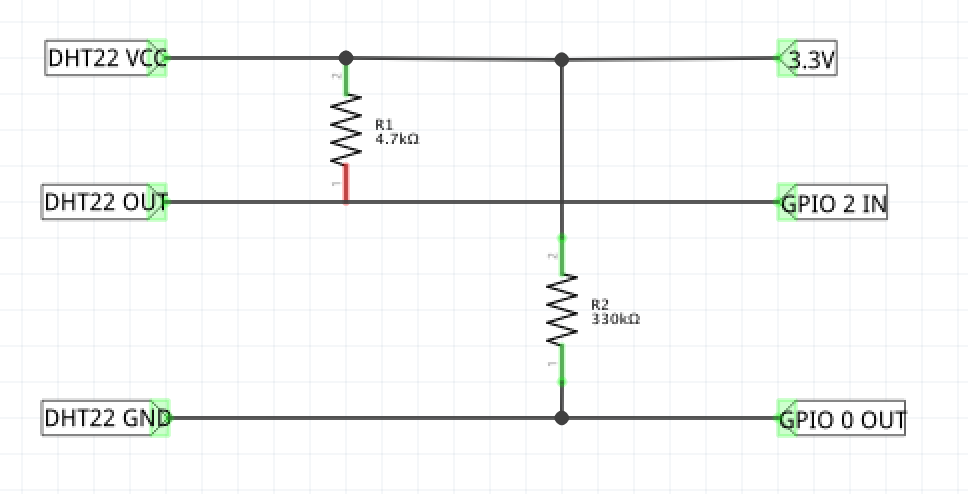 DHT22 VCC
3.3V
2
R1
4.7kΩ
1
DHT22 OUT
GPIO 2 IN
2
R2
330kΩ
1
DHT22 GND
GPIO 0 OUT